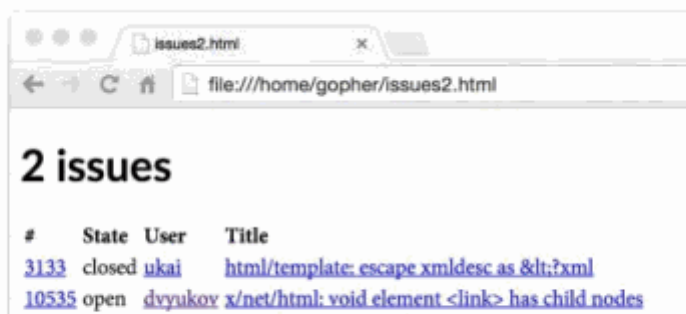 issues2.html
file:///home/gopher/issues2.html
2 issues
# State User Title
3133 closed ukai html/template: escape xmldesc as &lt;?xml
10535 open dvyukov x/net/html: void element <link> has child nodes